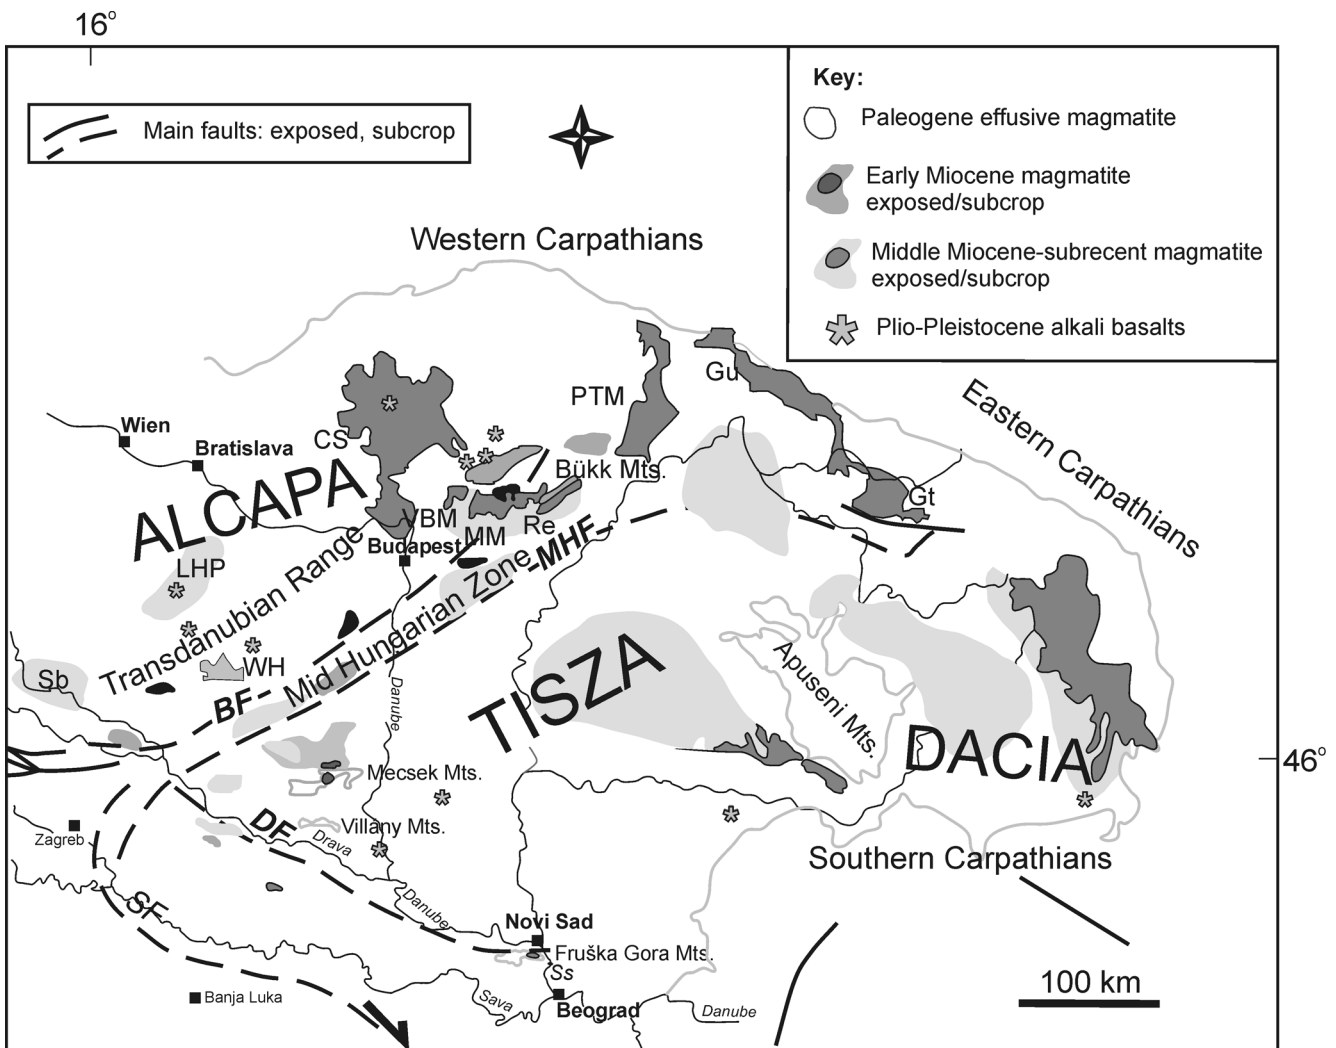 16°
Key:
Main faults: exposed, subcrop
Paleogene effusive magmatite
Early Miocene magmatite
exposed/subcrop
Middle Miocene-subrecent magmatite
exposed/subcrop
Plio-Pleistocene alkali basalts
Western Carpathians
Eastern Carpathians
Gu
PTM
Wien
CS
Bratislava
Bükk Mts.
ALCAPA
Gt
VBM
MM
Re
Budapest
MHF
LHP
Transdanubian Range
Mid Hungarian Zone
WH
Sb
BF
TISZA
Apuseni Mts.
Danube
DACIA
46°
Mecsek Mts.
Zagreb
DF
Drava
Villány Mts.
Southern Carpathians
SF
Danube
Novi Sad
Fruška Gora Mts.
Ss
Banja Luka
Sava
Beograd
Danube
100 km